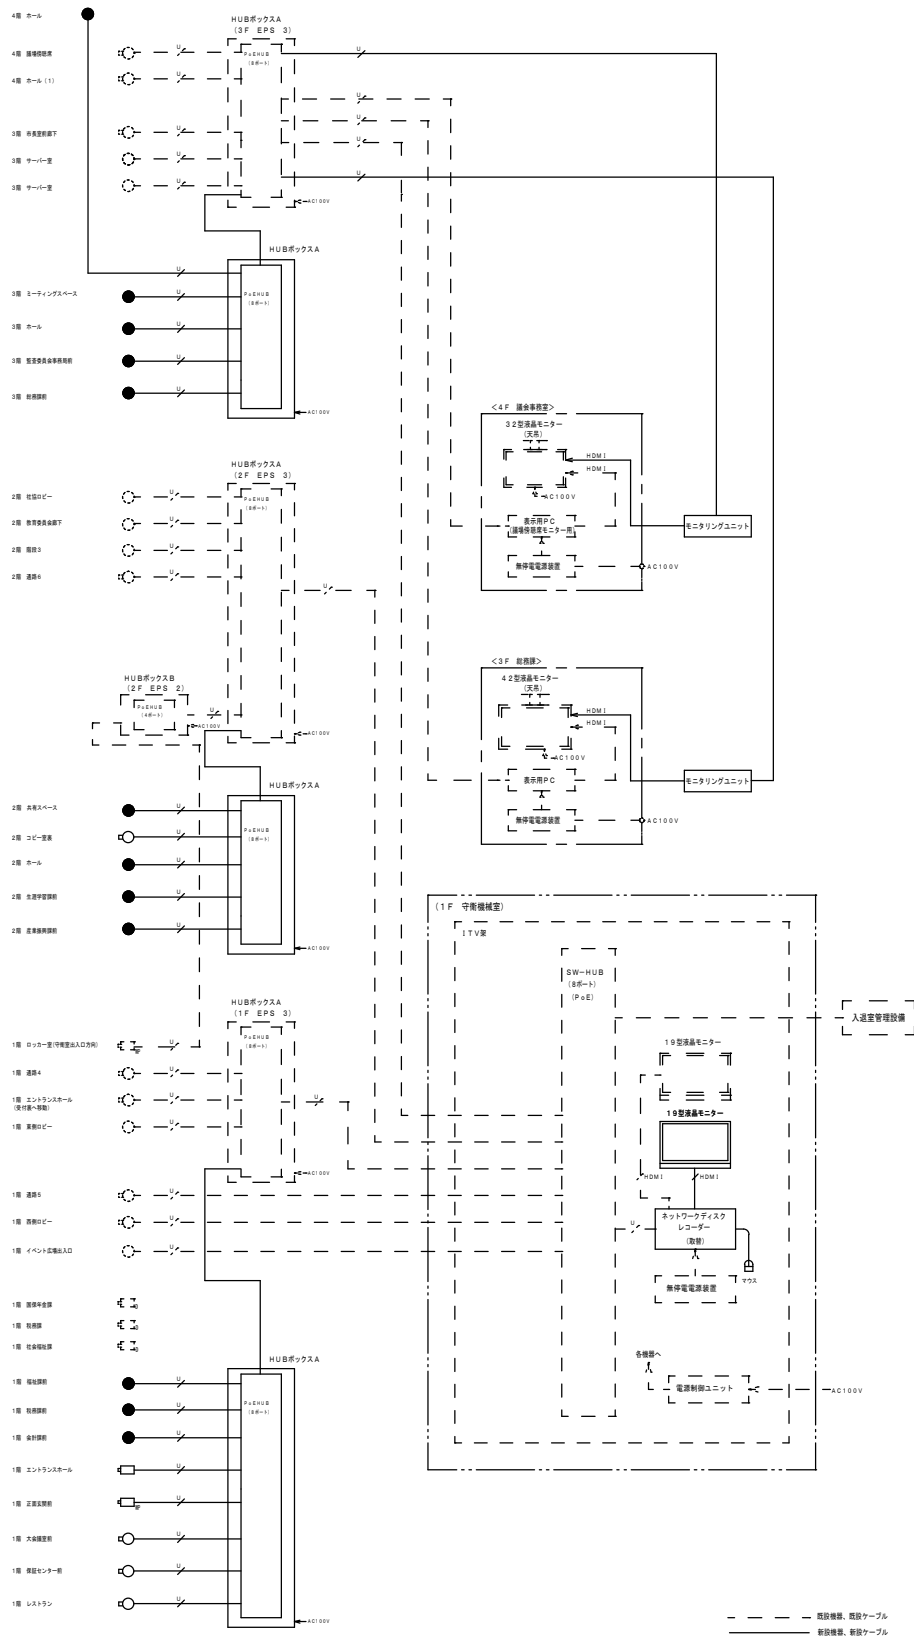 4階　ホール
HUBボックスA
(3F　EPS　3)
PoEHUB
(8ポート)
4階　議場傍聴席
U
U
4階　ホール(1)
U
U
U
3階　市長室前廊下
U
U
3階　サーバー室
U
U
3階　サーバー室
U
AC100V
HUBボックスA
U
PoEHUB
(8ポート)
3階　ミーティングスペース
U
3階　ホール
U
3階　監査委員会事務局前
U
3階　総務課前
U
AC100V
<4F　議会事務室>
32型液晶モニター
(天吊)
HDMI
HDMI
AC100V
表示用PC
(議場傍聴席モニター用)
モニタリングユニット
無停電電源装置
AC100V
HUBボックスA
(2F　EPS　3)
PoEHUB
(8ポート)
2階　社協ロビー
U
2階　教育委員会廊下
U
2階　階段3
U
2階　通路6
U
U
HUBボックスB
(2F　EPS　2)
PoEHUB
(4ポート)
U
AC100V
AC100V
<3F　総務課>
42型液晶モニター
(天吊)
HDMI
HDMI
AC100V
表示用PC
モニタリングユニット
無停電電源装置
AC100V
HUBボックスA
PoEHUB
(8ポート)
2階　共有スペース
U
2階　コピー室裏
U
2階　ホール
U
2階　生涯学習課前
U
2階　産業振興課前
U
AC100V
(1F　守衛機械室)
ITV架
SW-HUB
(8ポート)
(PoE)
入退室管理設備
HUBボックスA
(1F　EPS　3)
PoEHUB
(8ポート)
1階　ロッカー室(守衛室出入口方向)
U
1階　通路4
U
1階　エントランスホール
(受付裏へ移動)
U
U
1階　東側ロビー
U
AC100V
19型液晶モニター
19型液晶モニター
HDMI
HDMI
1階　通路5
U
1階　西側ロビー
U
1階　イベント広場出入口
U
U
ネットワークディスク
レコーダー
(取替)
マウス
無停電電源装置
各機器へ
電源制御ユニット
AC100V
1階　国保年金課
1階　税務課
1階　社会福祉課
HUBボックスA
PoEHUB
(8ポート)
1階　福祉課前
U
1階　税務課前
U
1階　会計課前
U
1階　エントランスホール
U
1階　正面玄関前
U
1階　大会議室前
U
1階　保証センター前
U
1階　レストラン
U
AC100V
既設機器、既設ケーブル
新設機器、新設ケーブル